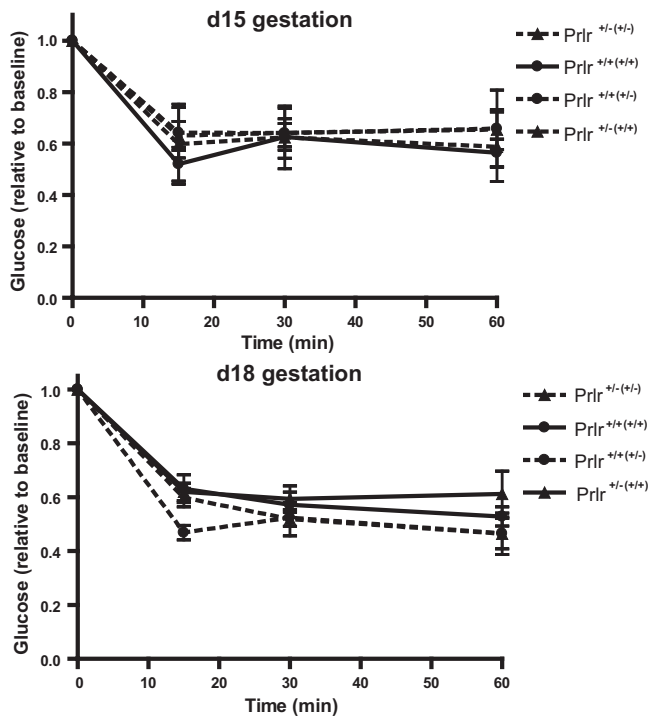 d15 gestation
Glucose (relative to baseline)
1.0
0.8
0.6
0.4
0.2
0.0
0 10 20 30 40 50 60
Time (min)
Prlr +/-(+/-)
Prlr +/+(+/+)
Prlr +/+(+/-)
Prlr +/-(+/+)
d18 gestation
Glucose (relative to baseline)
1.0
0.8
0.6
0.4
0.2
0.0
0 10 20 30 40 50 60
Time (min)
Prlr +/-(+/-)
Prlr +/+(+/+)
Prlr +/+(+/-)
Prlr +/-(+/+)